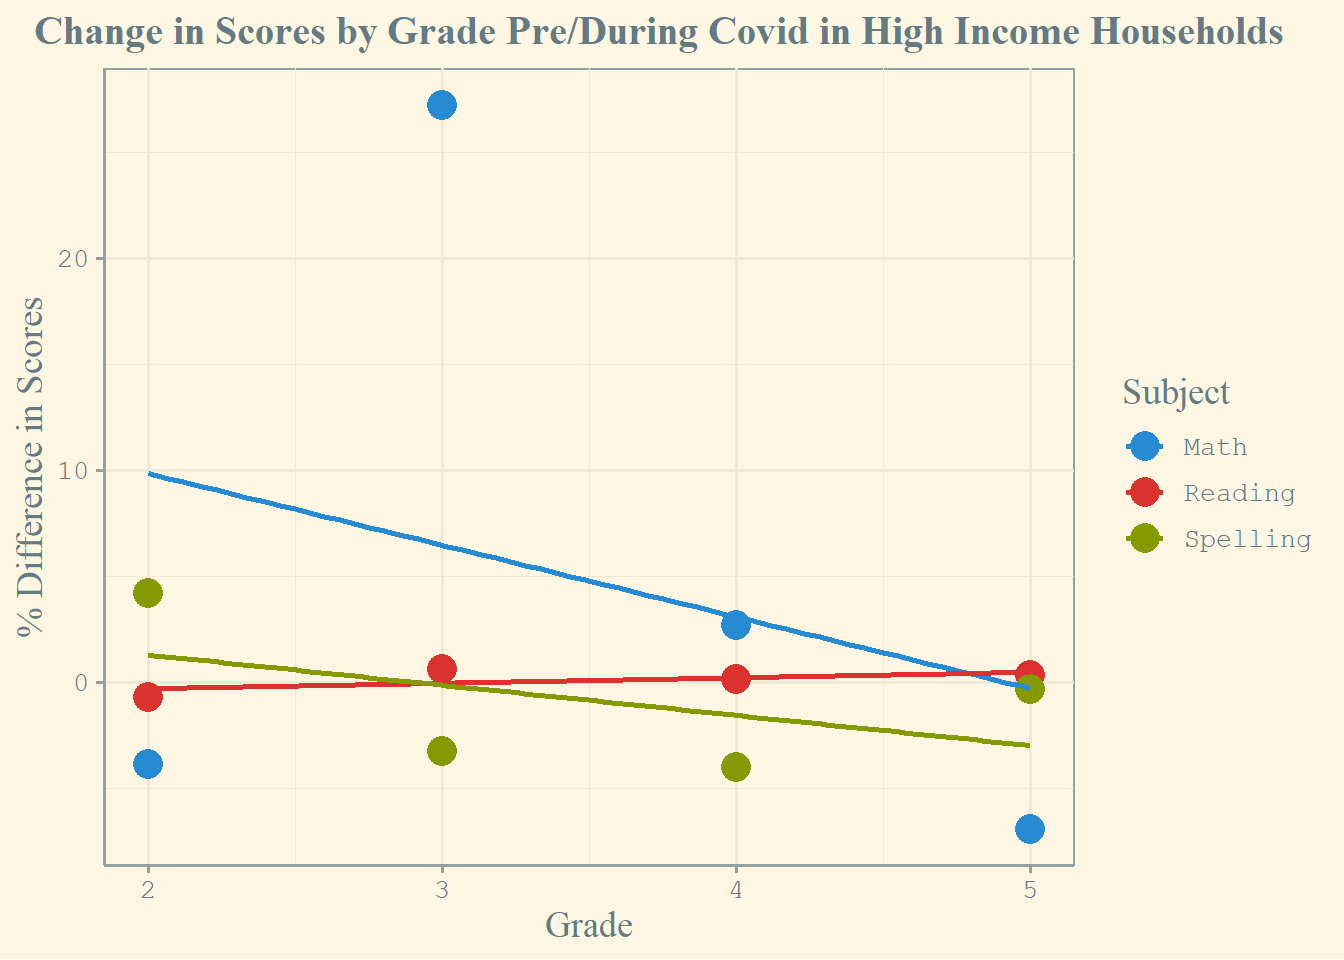 Change in Scores by Grade Pre/During Covid in High Income Households
% Difference in Scores
20
10
0
2
3
4
5
Grade
Subject
Math
Reading
Spelling